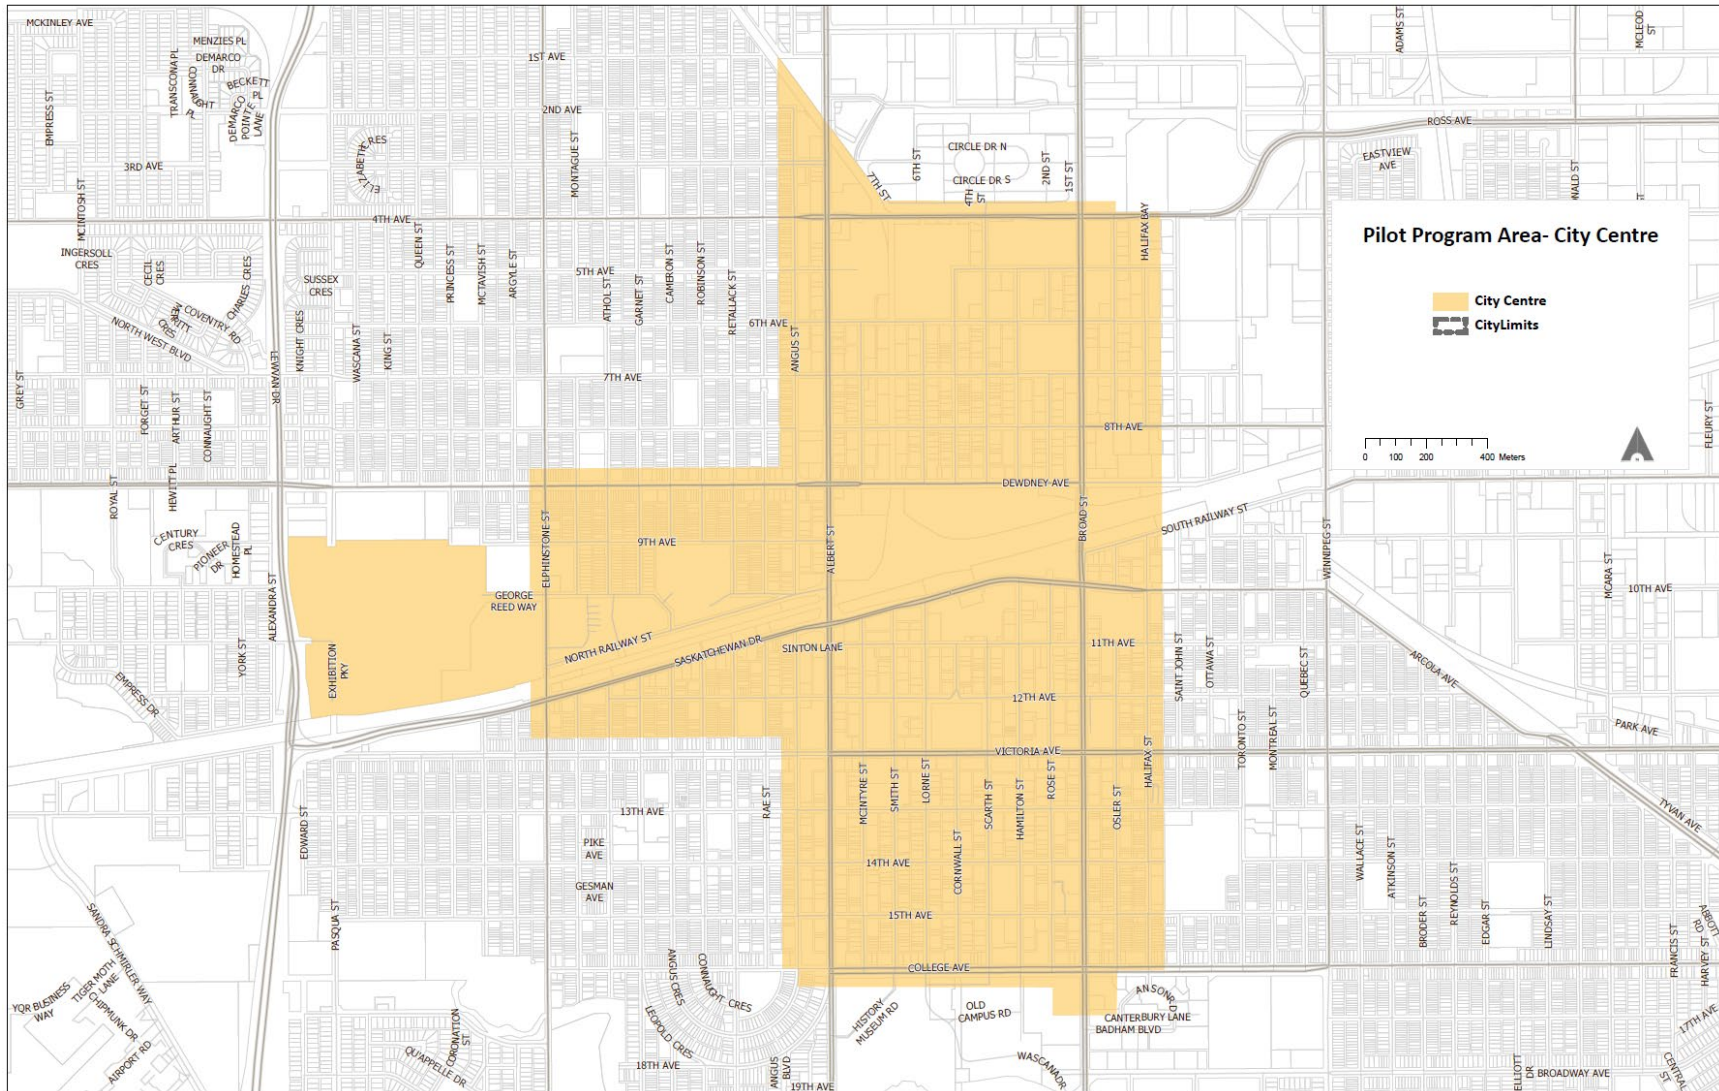 MCKINLEY AVE
MENZIES PL
DEMARCO
DR
TRANSCONA PL
CONNAUGHT
PL
BECKETT
PL
DEMARCO
POINTE
LANE
EMPRESS ST
1ST AVE
2ND AVE
3RD AVE
ELIZABETH CRES
MONTAGUE ST
MCINTOSH ST
4TH AVE
7TH ST
6TH ST
CIRCLE DR N
CIRCLE DR S
4TH
ST
2ND ST
1ST ST
ADAMS ST
MCLEOD
ST
ROSS AVE
EASTVIEW
AVE
HALIFAX BAY
Pilot Program Area- City Centre
City Centre
CityLimits
0 100 200 400 Meters
N
INGERSOLL
CRES
CECIL
CRES
CHARLES CRES
MERRITT
CRES
COVENTRY RD
NORTH WEST BLVD
SUSSEX
CRES
KNIGHT CRES
LEWVAN DR
WASCANA ST
KING ST
QUEEN ST
PRINCESS ST
MCTAVISH ST
ARGYLE ST
5TH AVE
ATHOL ST
GARNET ST
CAMERON ST
ROBINSON ST
RETALLACK ST
6TH AVE
ANGUS ST
7TH AVE
GREY ST
FORGET ST
ARTHUR ST
CONNAUGHT ST
8TH AVE
FLEURY ST
ROYAL ST
HEWITT PL
DEWDNEY AVE
CENTURY
CRES
PIONEER
DR
HOMESTEAD
PL
ELPHINSTONE ST
9TH AVE
ALBERT ST
BROAD ST
SOUTH RAILWAY ST
WINNIPEG ST
MCARA ST
10TH AVE
ALEXANDRA ST
GEORGE
REED WAY
NORTH RAILWAY ST
SASKATCHEWAN DR
SINTON LANE
11TH AVE
YORK ST
EXHIBITION
PKY
EMPRESS DR
SAINT JOHN ST
OTTAWA ST
QUEBEC ST
ARCOLA AVE
12TH AVE
PARK AVE
TORONTO ST
MONTREAL ST
VICTORIA AVE
HALIFAX ST
MCINTYRE ST
SMITH ST
LORNE ST
SCARTH ST
HAMILTON ST
ROSE ST
OSLER ST
RAE ST
13TH AVE
EDWARD ST
PIKE
AVE
GESMAN
AVE
14TH AVE
CORNWALL ST
TYVAN AVE
WALLACE ST
ATKINSON ST
BRODER ST
REYNOLDS ST
EDGAR ST
LINDSAY ST
15TH AVE
PASQUA ST
SANDRA SCHMIRLER WAY
ABBOTT
RD
FRANCIS ST
HARVEY ST
COLLEGE AVE
ANGUS CRES
CONNAUGHT CRES
LEOPOLD CRES
TIGER MOTH
LANE
CHIPMUNK DR
YQR BUSINESS
WAY
AIRPORT RD
HISTORY
MUSEUM RD
OLD
CAMPUS RD
ANSON RD
CANTERBURY LANE
BADHAM BLVD
17TH AVE
CORONATION
ST
QU'APPELLE DR
18TH AVE
ANGUS
BLVD
19TH AVE
WASCANA DR
ELLIOTT
DR
BROADWAY AVE
CENTRAL
ST